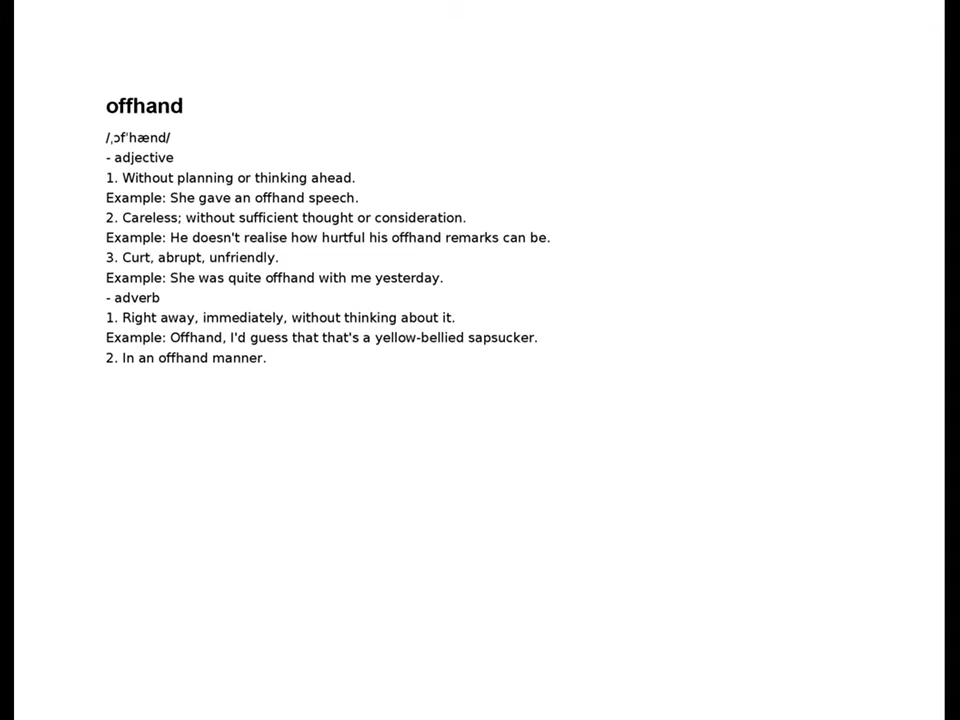 offhand
/ˌɔfˈhænd/
- adjective
1. Without planning or thinking ahead.
Example: She gave an offhand speech.
2. Careless; without sufficient thought or consideration.
Example: He doesn't realise how hurtful his offhand remarks can be.
3. Curt, abrupt, unfriendly.
Example: She was quite offhand with me yesterday.
- adverb
1. Right away, immediately, without thinking about it.
Example: Offhand, I'd guess that that's a yellow-bellied sapsucker.
2. In an offhand manner.